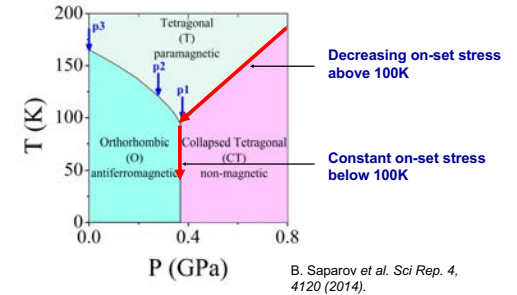 200
150
100
50
0
T (K)
p3
p2
p1
Tetragonal
(T)
paramagnetic
Orthorhombic
(O)
antiferromagnetic
Collapsed Tetragonal
(CT)
non-magnetic
0.0
0.4
0.8
P (GPa)
Decreasing on-set stress
above 100K
Constant on-set stress
below 100K
B. Saparov et al. Sci Rep. 4,
4120 (2014).